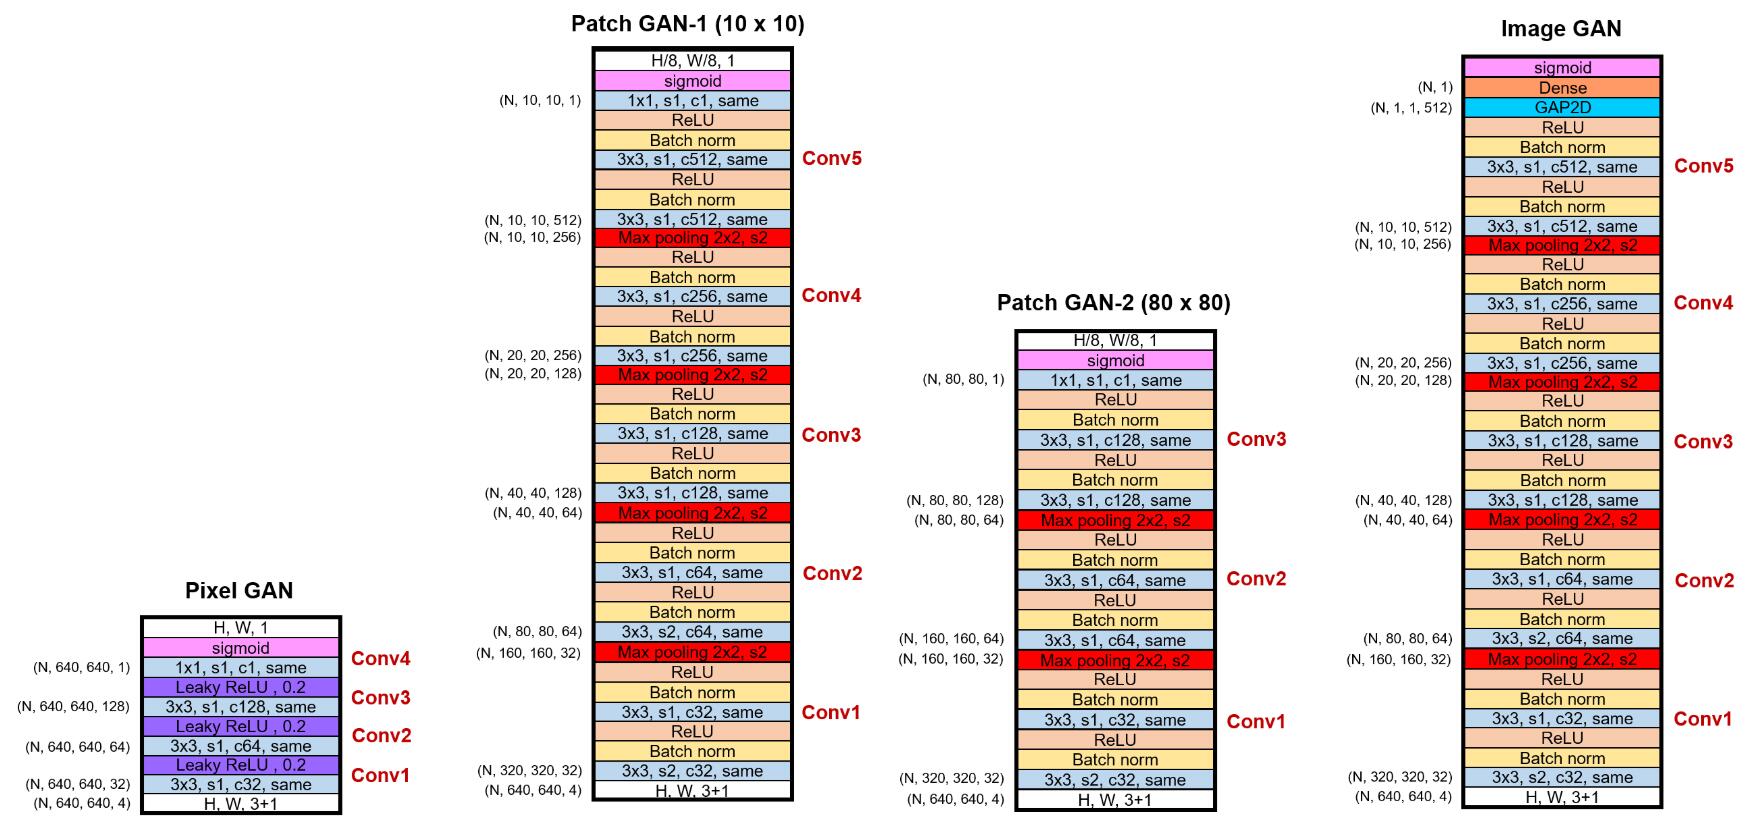 Pixel GAN
H, W, 1
sigmoid
(N, 640, 640, 1) 1x1, s1, c1, same Conv4
Leaky ReLU , 0.2
(N, 640, 640, 128) 3x3, s1, c128, same Conv3
Leaky ReLU , 0.2
(N, 640, 640, 64) 3x3, s1, c64, same Conv2
Leaky ReLU , 0.2
(N, 640, 640, 32) 3x3, s1, c32, same Conv1
(N, 640, 640, 4) H, W, 3+1
Patch GAN-1 (10 x 10)
H/8, W/8, 1
sigmoid
(N, 10, 10, 1) 1x1, s1, c1, same
ReLU
Batch norm
3x3, s1, c512, same Conv5
ReLU
Batch norm
(N, 10, 10, 512) 3x3, s1, c512, same
(N, 10, 10, 256) Max pooling 2x2, s2
ReLU
Batch norm
3x3, s1, c256, same Conv4
ReLU
Batch norm
(N, 20, 20, 256) 3x3, s1, c256, same
(N, 20, 20, 128) Max pooling 2x2, s2
ReLU
Batch norm
3x3, s1, c128, same Conv3
ReLU
Batch norm
(N, 40, 40, 128) 3x3, s1, c128, same
(N, 40, 40, 64) Max pooling 2x2, s2
ReLU
Batch norm
3x3, s1, c64, same Conv2
ReLU
Batch norm
(N, 80, 80, 64) 3x3, s2, c64, same
(N, 160, 160, 32) Max pooling 2x2, s2
ReLU
Batch norm
3x3, s1, c32, same Conv1
ReLU
Batch norm
(N, 320, 320, 32) 3x3, s2, c32, same
(N, 640, 640, 4) H, W, 3+1
Patch GAN-2 (80 x 80)
H/8, W/8, 1
sigmoid
(N, 80, 80, 1) 1x1, s1, c1, same
ReLU
Batch norm
3x3, s1, c128, same Conv3
ReLU
Batch norm
(N, 80, 80, 128) 3x3, s1, c128, same
(N, 80, 80, 64) Max pooling 2x2, s2
ReLU
Batch norm
3x3, s1, c64, same Conv2
ReLU
Batch norm
(N, 160, 160, 64) 3x3, s1, c64, same
(N, 160, 160, 32) Max pooling 2x2, s2
ReLU
Batch norm
3x3, s1, c32, same Conv1
ReLU
Batch norm
(N, 320, 320, 32) 3x3, s2, c32, same
(N, 640, 640, 4) H, W, 3+1
Image GAN
sigmoid
(N, 1) Dense
(N, 1, 1, 512) GAP2D
ReLU
Batch norm
3x3, s1, c512, same Conv5
ReLU
Batch norm
(N, 10, 10, 512) 3x3, s1, c512, same
(N, 10, 10, 256) Max pooling 2x2, s2
ReLU
Batch norm
3x3, s1, c256, same Conv4
ReLU
Batch norm
(N, 20, 20, 256) 3x3, s1, c256, same
(N, 20, 20, 128) Max pooling 2x2, s2
ReLU
Batch norm
3x3, s1, c128, same Conv3
ReLU
Batch norm
(N, 40, 40, 128) 3x3, s1, c128, same
(N, 40, 40, 64) Max pooling 2x2, s2
ReLU
Batch norm
3x3, s1, c64, same Conv2
ReLU
Batch norm
(N, 80, 80, 64) 3x3, s2, c64, same
(N, 160, 160, 32) Max pooling 2x2, s2
ReLU
Batch norm
3x3, s1, c32, same Conv1
ReLU
Batch norm
(N, 320, 320, 32) 3x3, s2, c32, same
(N, 640, 640, 4) H, W, 3+1